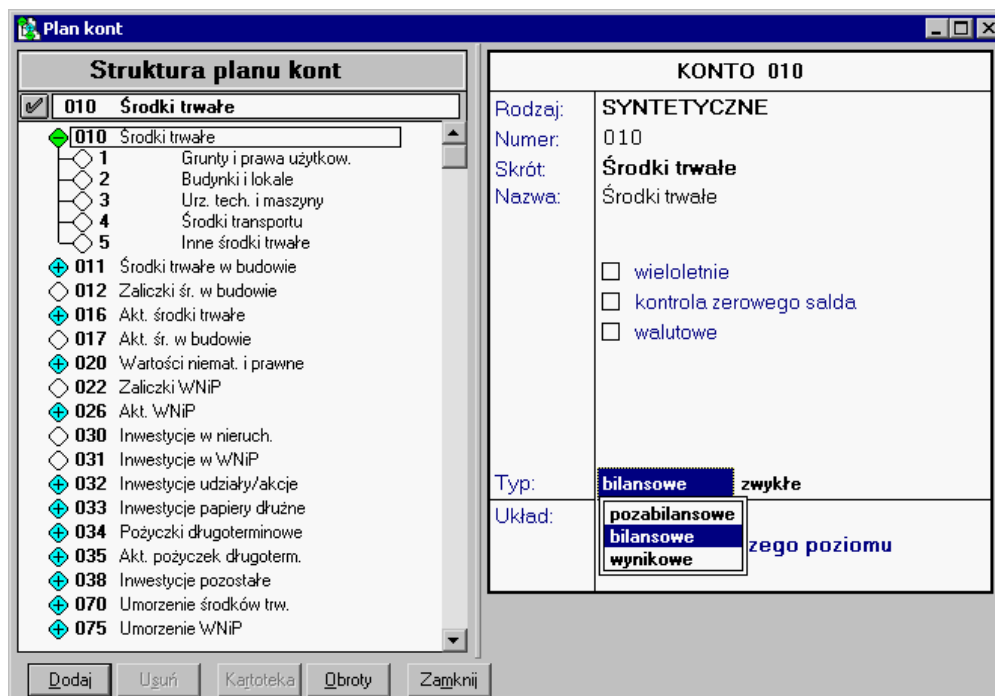 Plan kont
Struktura planu kont
010 Środki trwałe
010 Środki trwałe
1 Grunty i prawa użytkow.
2 Budynki i lokale
3 Urz. tech. i maszyny
4 Środki transportu
5 Inne środki trwałe
011 Środki trwałe w budowie
012 Zaliczki śr. w budowie
016 Akt. środki trwałe
017 Akt. śr. w budowie
020 Wartości niemat. i prawne
022 Zaliczki WNiP
026 Akt. WNiP
030 Inwestycje w nieruch.
031 Inwestycje w WNiP
032 Inwestycje udziały/akcje
033 Inwestycje papiery dłużne
034 Pożyczki długoterminowe
035 Akt. pożyczek długoterm.
038 Inwestycje pozostałe
070 Umorzenie środków trw.
075 Umorzenie WNiP
KONTO 010
Rodzaj: SYNTETYCZNE
Numer: 010
Skrót: Środki trwałe
Nazwa: Środki trwałe
wieloletnie
kontrola zerowego salda
walutowe
Typ: bilansowe zwykłe
Układ:
pozabilansowe
bilansowe
wynikowe
zego poziomu
Dodaj Usuń Kartoteka Obroty Zamknij